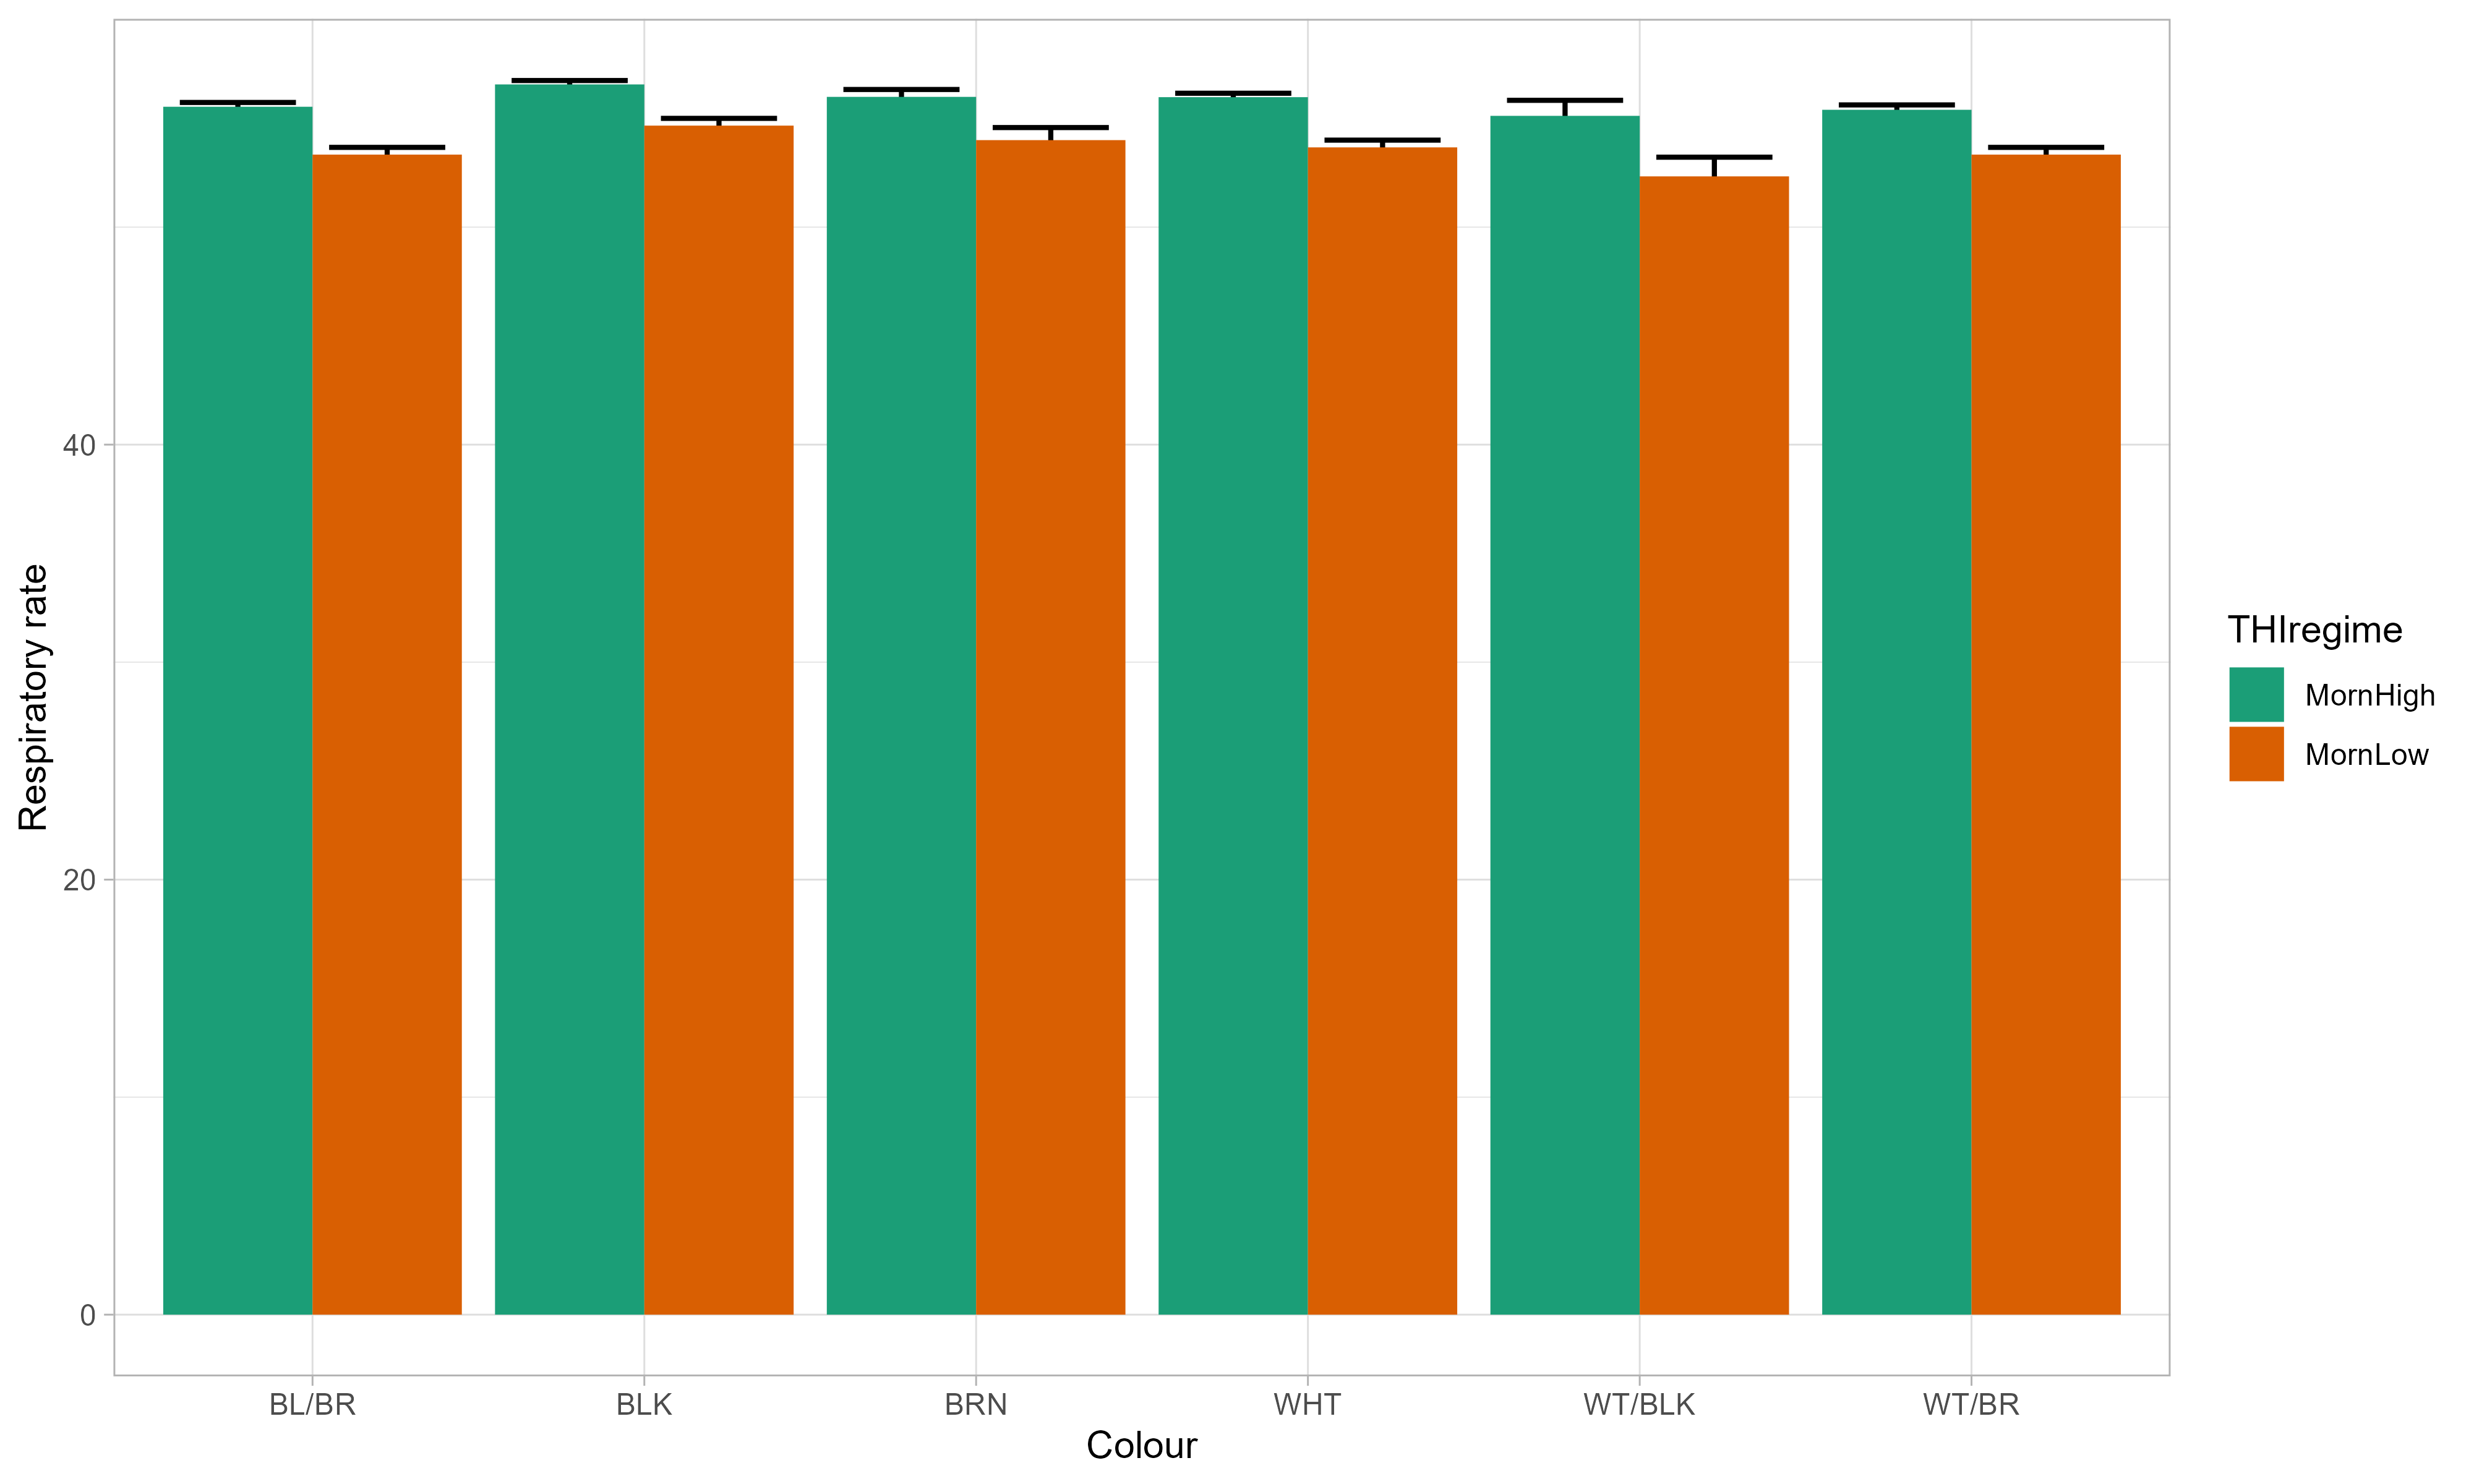 Respiratory rate
40
20
0
BL/BR BLK BRN WHT WT/BLK WT/BR
Colour
THIregime
MornHigh
MornLow